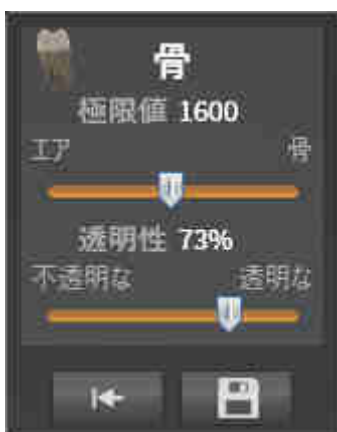 骨
極限値 1600
エア 骨
透明性 73%
不透明な 透明な